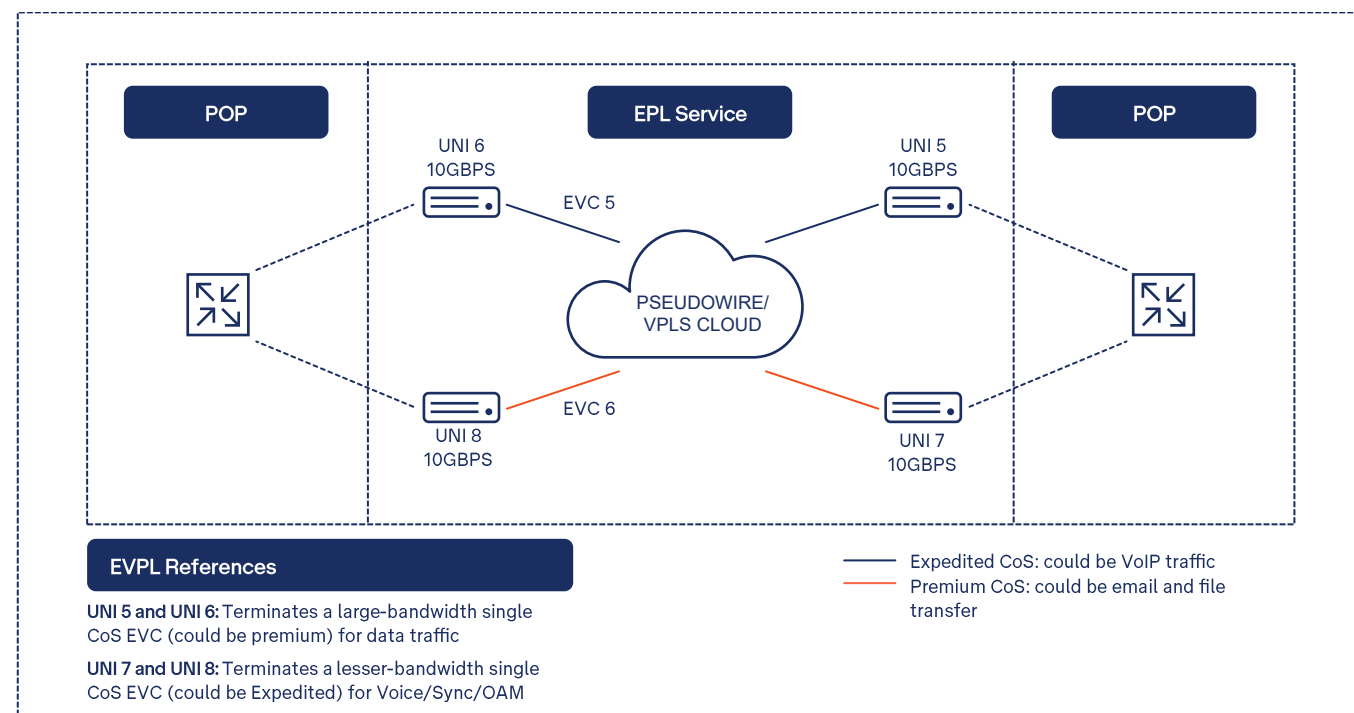 POP
EPL Service
POP
UNI 6
10GBPS
UNI 5
10GBPS
EVC 5
PSEUDOWIRE/
VPLS CLOUD
EVC 6
UNI 8
10GBPS
UNI 7
10GBPS
EVPL References
UNI 5 and UNI 6: Terminates a large-bandwidth single
CoS EVC (could be premium) for data traffic
UNI 7 and UNI 8: Terminates a lesser-bandwidth single
CoS EVC (could be Expedited) for Voice/Sync/OAM
Expedited CoS: could be VoIP traffic
Premium CoS: could be email and file
transfer